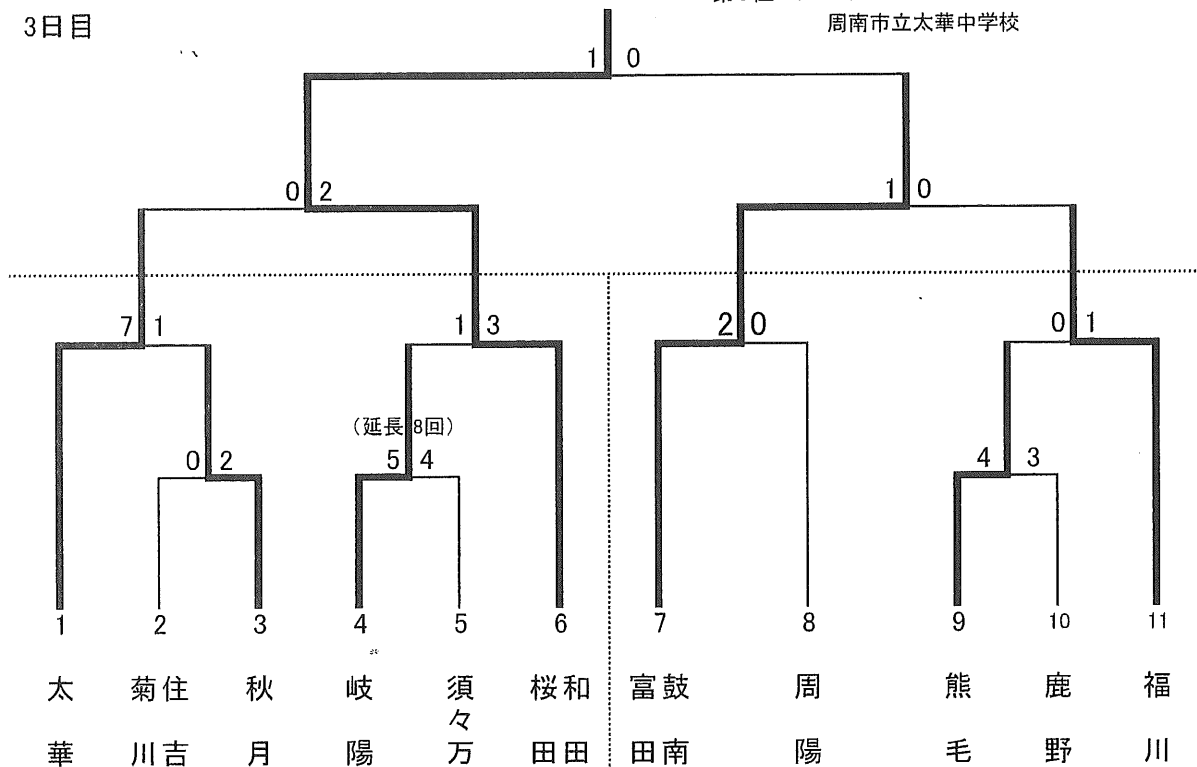 3日目
周南市立太華中学校
1 0
0 2
1 0
7 1
1 3
2 0
0 1
(延長 8回)
0 2
5 4
4 3
1 2 3 4 5 6 7 8 9 10 11
太華
菊川 住吉
秋月
岐陽
須々万
桜田 和田
富田 鼓南
周陽
熊毛
鹿野
福川